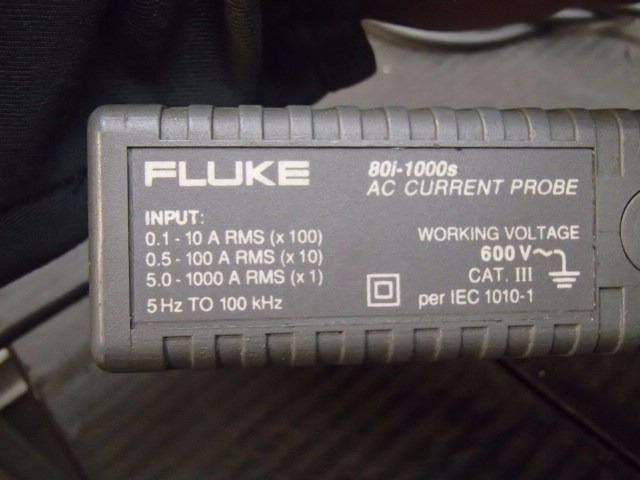 FLUKE
80i-1000s
AC CURRENT PROBE
INPUT:
0.1 - 10 A RMS (x 100)
0.5 - 100 A RMS (x 10)
5.0 - 1000 A RMS (x 1)
5 Hz TO 100 kHz
WORKING VOLTAGE
600 V~
CAT. III
per IEC 1010-1